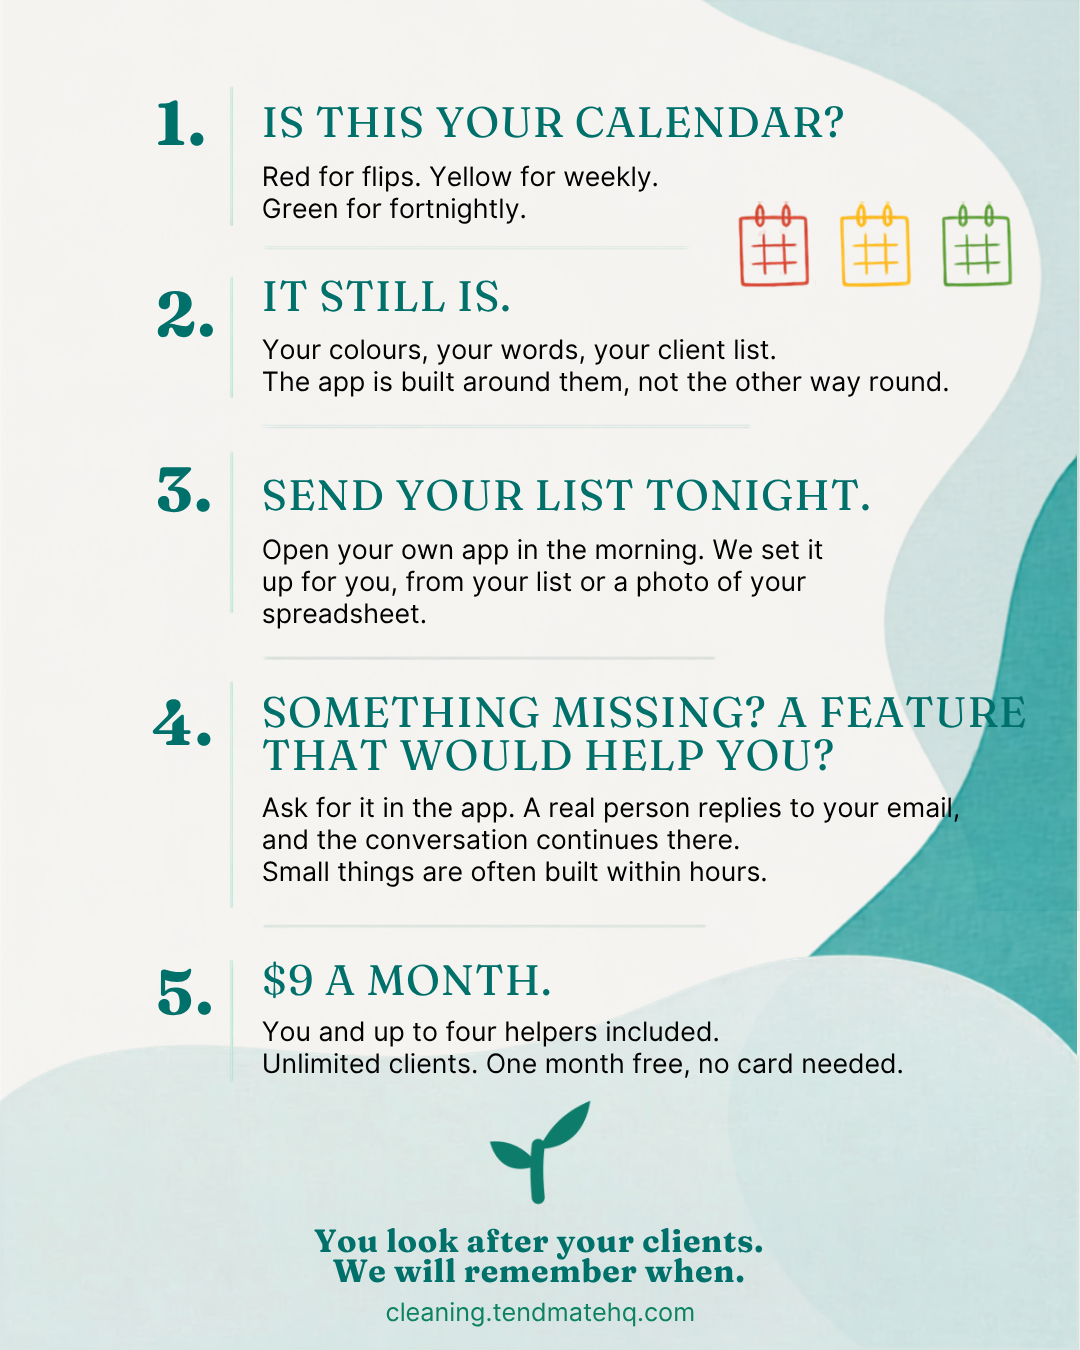 1.
IS THIS YOUR CALENDAR?
Red for flips. Yellow for weekly.
Green for fortnightly.
2.
IT STILL IS.
Your colours, your words, your client list.
The app is built around them, not the other way round.
3.
SEND YOUR LIST TONIGHT.
Open your own app in the morning. We set it
up for you, from your list or a photo of your
spreadsheet.
4.
SOMETHING MISSING? A FEATURE
THAT WOULD HELP YOU?
Ask for it in the app. A real person replies to your email,
and the conversation continues there.
Small things are often built within hours.
5.
$9 A MONTH.
You and up to four helpers included.
Unlimited clients. One month free, no card needed.
You look after your clients.
We will remember when.
cleaning.tendmatehq.com